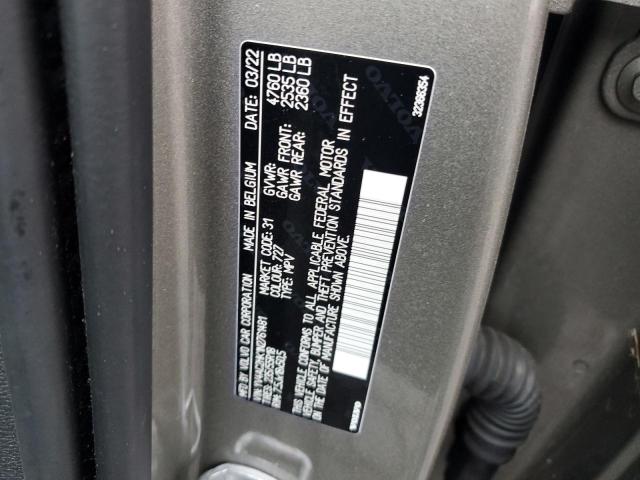 MFD BY VOLVO CAR CORPORATION MADE IN BELGIUM DATE: 03/22
MARKET CODE: 31 GVWR: 4760 LB
COLOUR: 727 GAWR FRONT: 2535 LB
TYPE: MPV GAWR REAR: 2360 LB
THIS VEHICLE CONFORMS TO ALL APPLICABLE FEDERAL MOTOR
VEHICLE SAFETY, BUMPER AND THEFT PREVENTION STANDARDS IN EFFECT
ON THE DATE OF MANUFACTURE SHOWN ABOVE
32388354
VOLVO